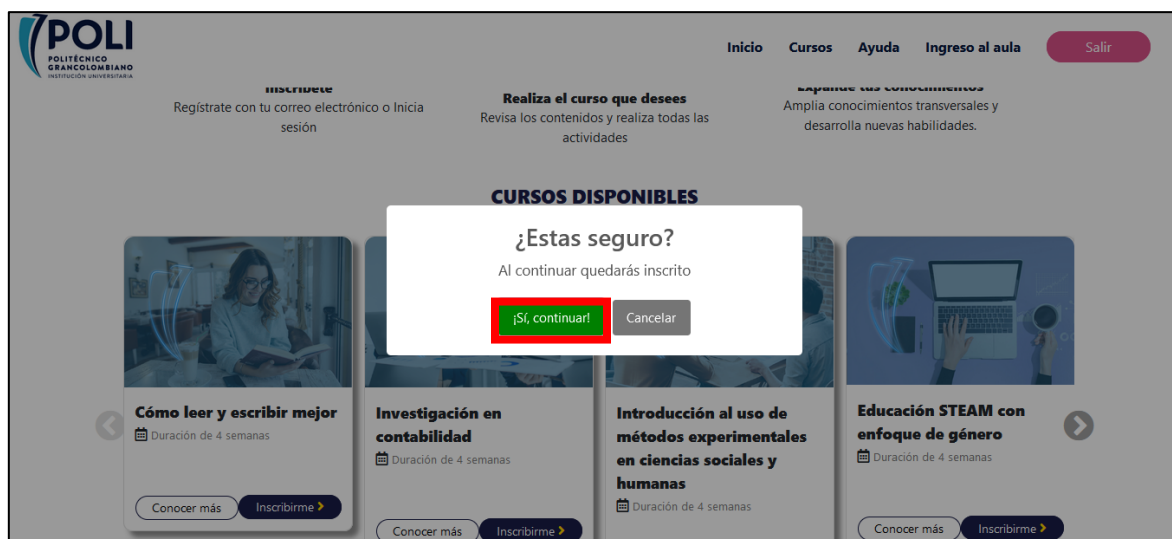 POLI
POLITÉCNICO
GRANCOLOMBIANO
INSTITUCIÓN UNIVERSITARIA
Inicio Cursos Ayuda Ingreso al aula Salir
Inscríbete
Regístrate con tu correo electrónico o Inicia
sesión
Realiza el curso que desees
Revisa los contenidos y realiza todas las
actividades
Expande tus conocimientos
Amplia conocimientos transversales y
desarrolla nuevas habilidades.
CURSOS DISPONIBLES
¿Estas seguro?
Al continuar quedarás inscrito
¡Sí, continuar! Cancelar
Cómo leer y escribir mejor
Duración de 4 semanas
Conocer más Inscribirme
Investigación en
contabilidad
Duración de 4 semanas
Conocer más Inscribirme
Introducción al uso de
métodos experimentales
en ciencias sociales y
humanas
Duración de 4 semanas
Educación STEAM con
enfoque de género
Duración de 4 semanas
Conocer más Inscribirme